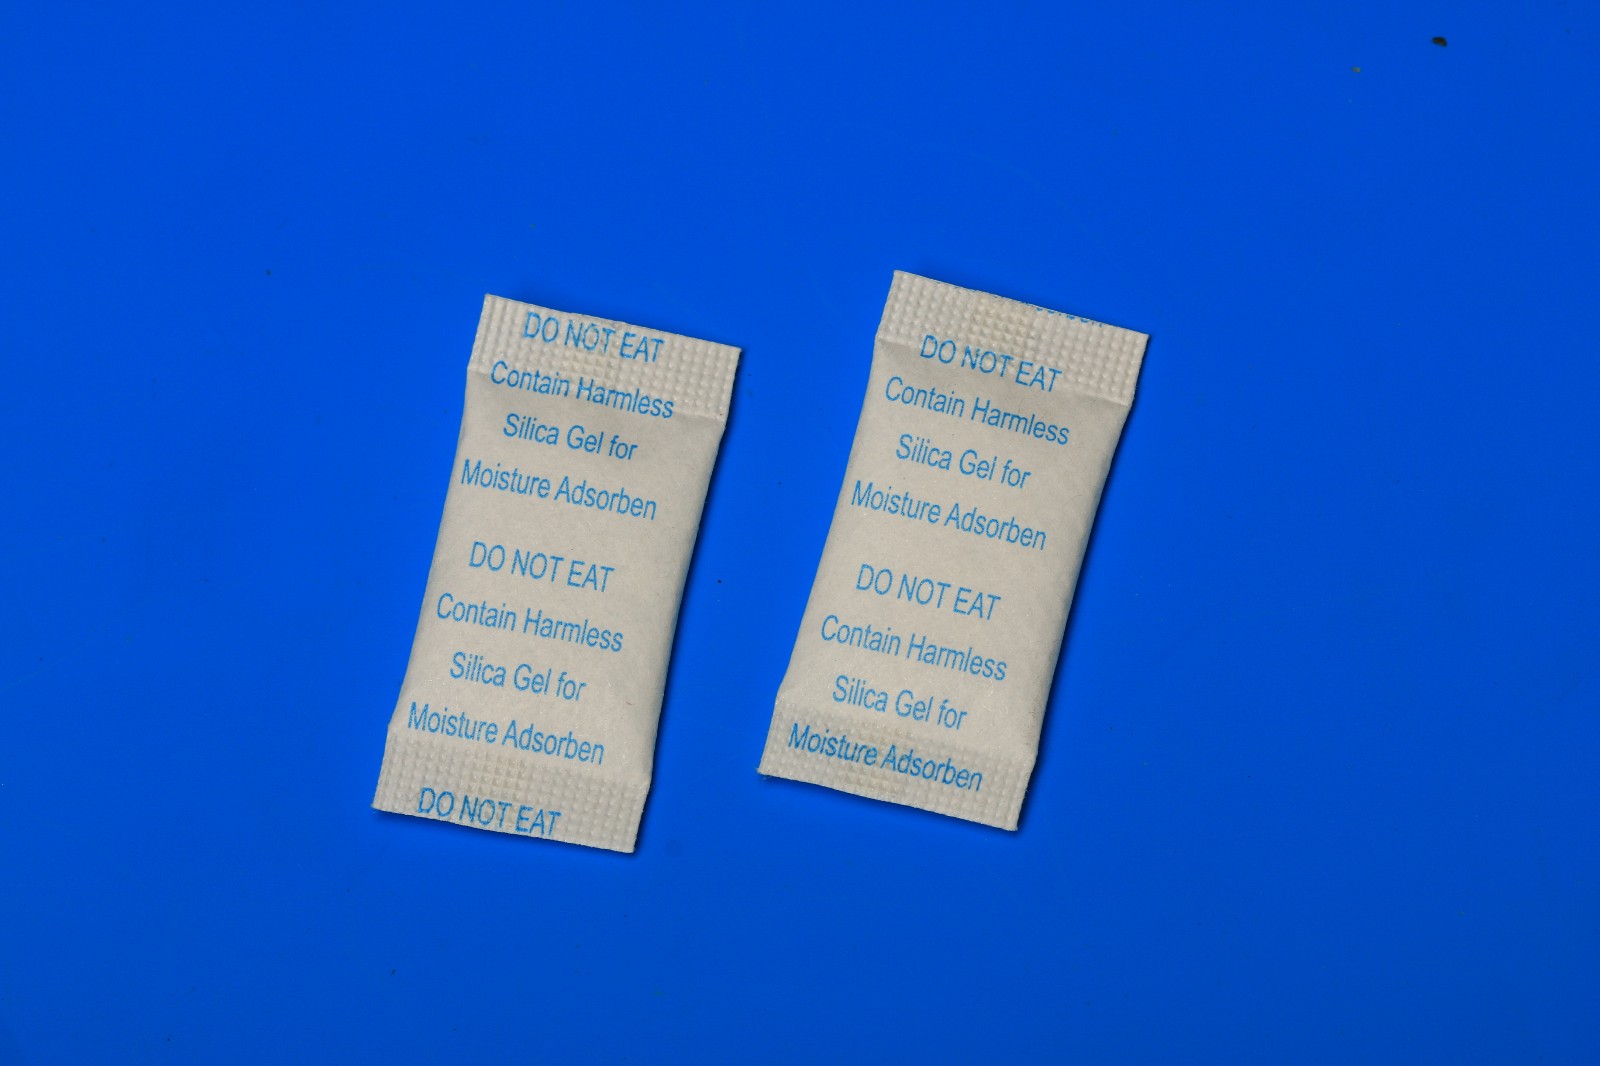 DO NOT EAT
Contain Harmless
Silica Gel for
Moisture Adsorben
DO NOT EAT
Contain Harmless
Silica Gel for
Moisture Adsorben
DO NOT EAT
DO NOT EAT
Contain Harmless
Silica Gel for
Moisture Adsorben
DO NOT EAT
Contain Harmless
Silica Gel for
Moisture Adsorben